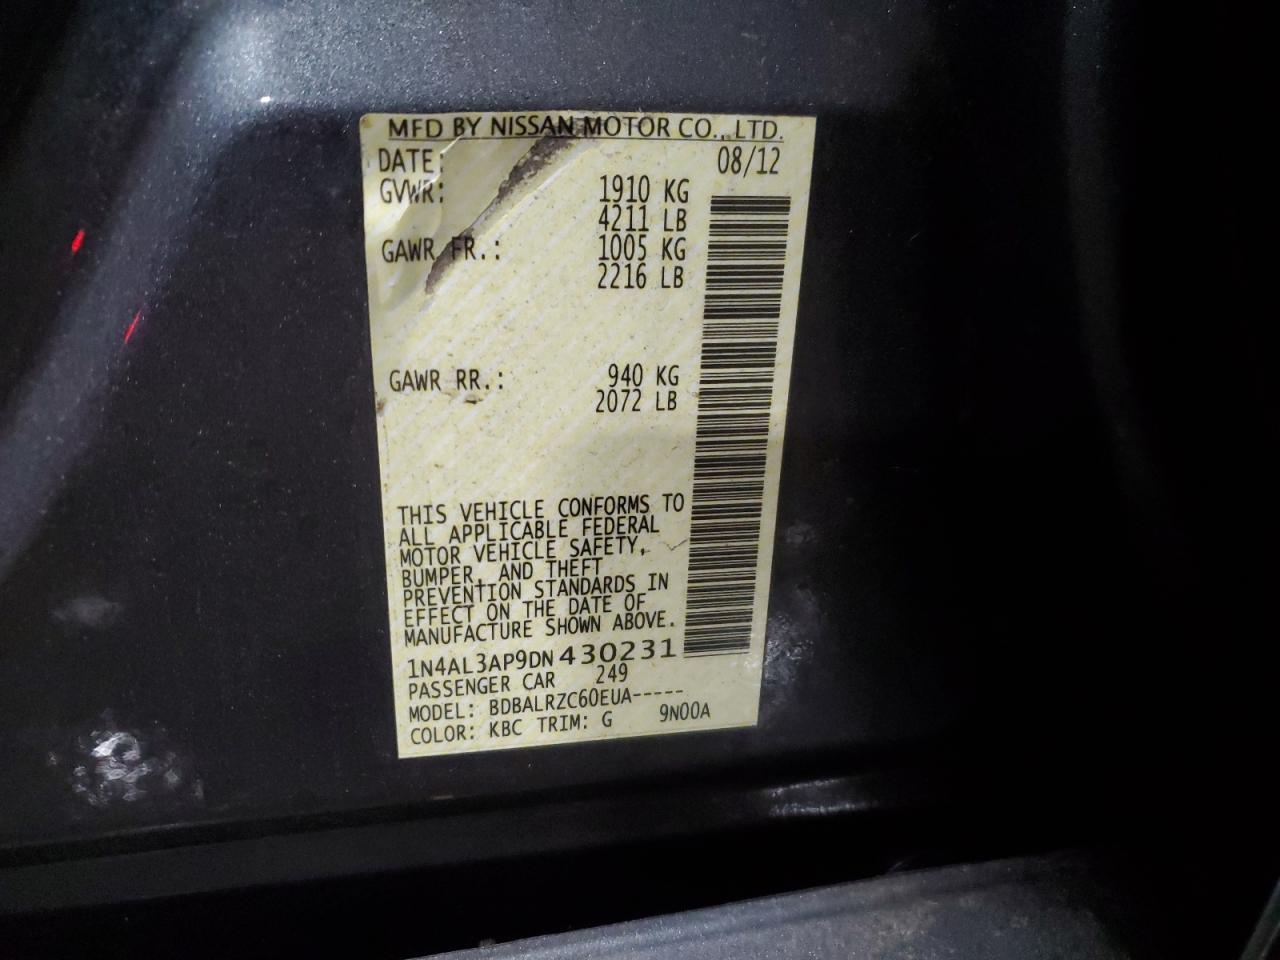 MFD BY NISSAN MOTOR CO., LTD.
DATE: 08/12
GVWR: 1910 KG
4211 LB
GAWR FR.: 1005 KG
2216 LB
GAWR RR.: 940 KG
2072 LB
THIS VEHICLE CONFORMS TO
ALL APPLICABLE FEDERAL
MOTOR VEHICLE SAFETY,
BUMPER, AND THEFT
PREVENTION STANDARDS IN
EFFECT ON THE DATE OF
MANUFACTURE SHOWN ABOVE.
1N4AL3AP9DN430231
PASSENGER CAR 249
MODEL: BDBALRZC60EUA-----
COLOR: KBC TRIM: G 9N00A